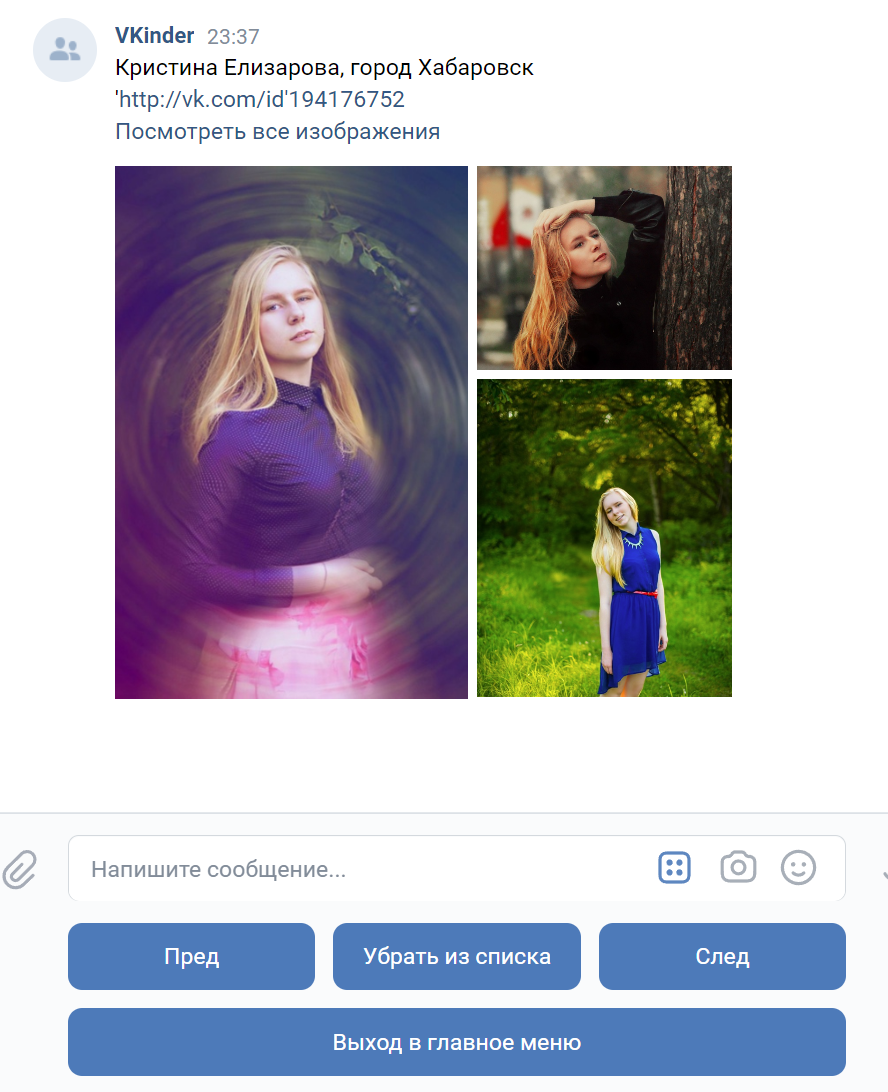 VKinder 23:37
Кристина Елизарова, город Хабаровск
'http://vk.com/id'194176752
Посмотреть все изображения
Напишите сообщение...
Пред
Убрать из списка
След
Выход в главное меню